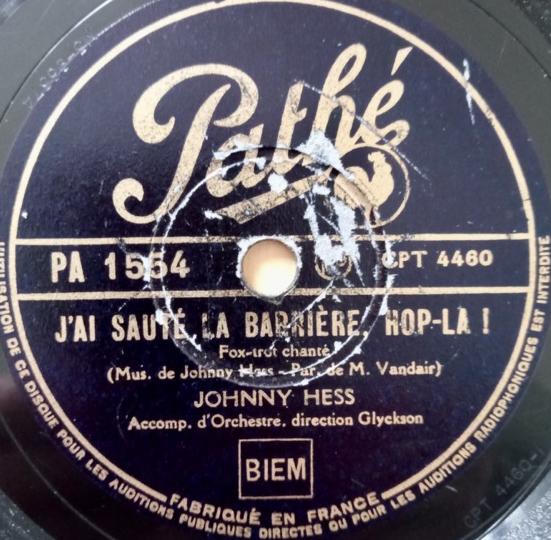 Pathé
PA 1554
CPT 4460
J'AI SAUTÉ LA BARRIÈRE, HOP-LA !
Fox-trot chanté
(Mus. de Johnny Hess - Par. de M. Vandair)
JOHNNY HESS
Accomp. d'Orchestre, direction Glyckson
BIEM
FABRIQUÉ EN FRANCE
UTILISATION DE CE DISQUE POUR LES AUDITIONS PUBLIQUES DIRECTES OU POUR LES AUDITIONS RADIOPHONIQUES EST INTERDITE
CPT 4460-1